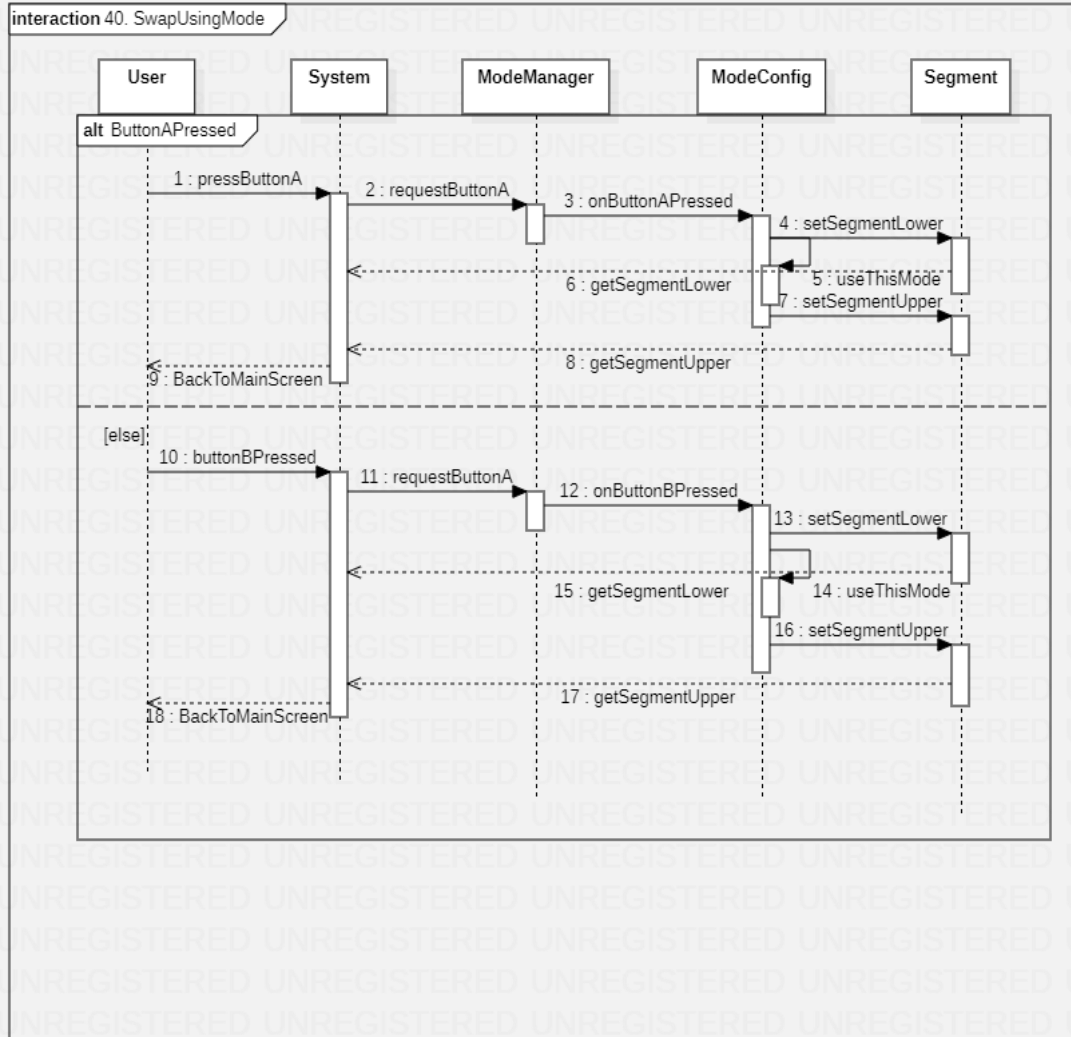 interaction 40. SwapUsingMode
User
System
ModeManager
ModeConfig
Segment
alt ButtonAPressed
1 : pressButtonA
2 : requestButtonA
3 : onButtonAPressed
4 : setSegmentLower
5 : useThisMode
6 : getSegmentLower
7 : setSegmentUpper
8 : getSegmentUpper
9 : BackToMainScreen
[else]
10 : buttonBPressed
11 : requestButtonA
12 : onButtonBPressed
13 : setSegmentLower
14 : useThisMode
15 : getSegmentLower
16 : setSegmentUpper
17 : getSegmentUpper
18 : BackToMainScreen
UNREGISTERED